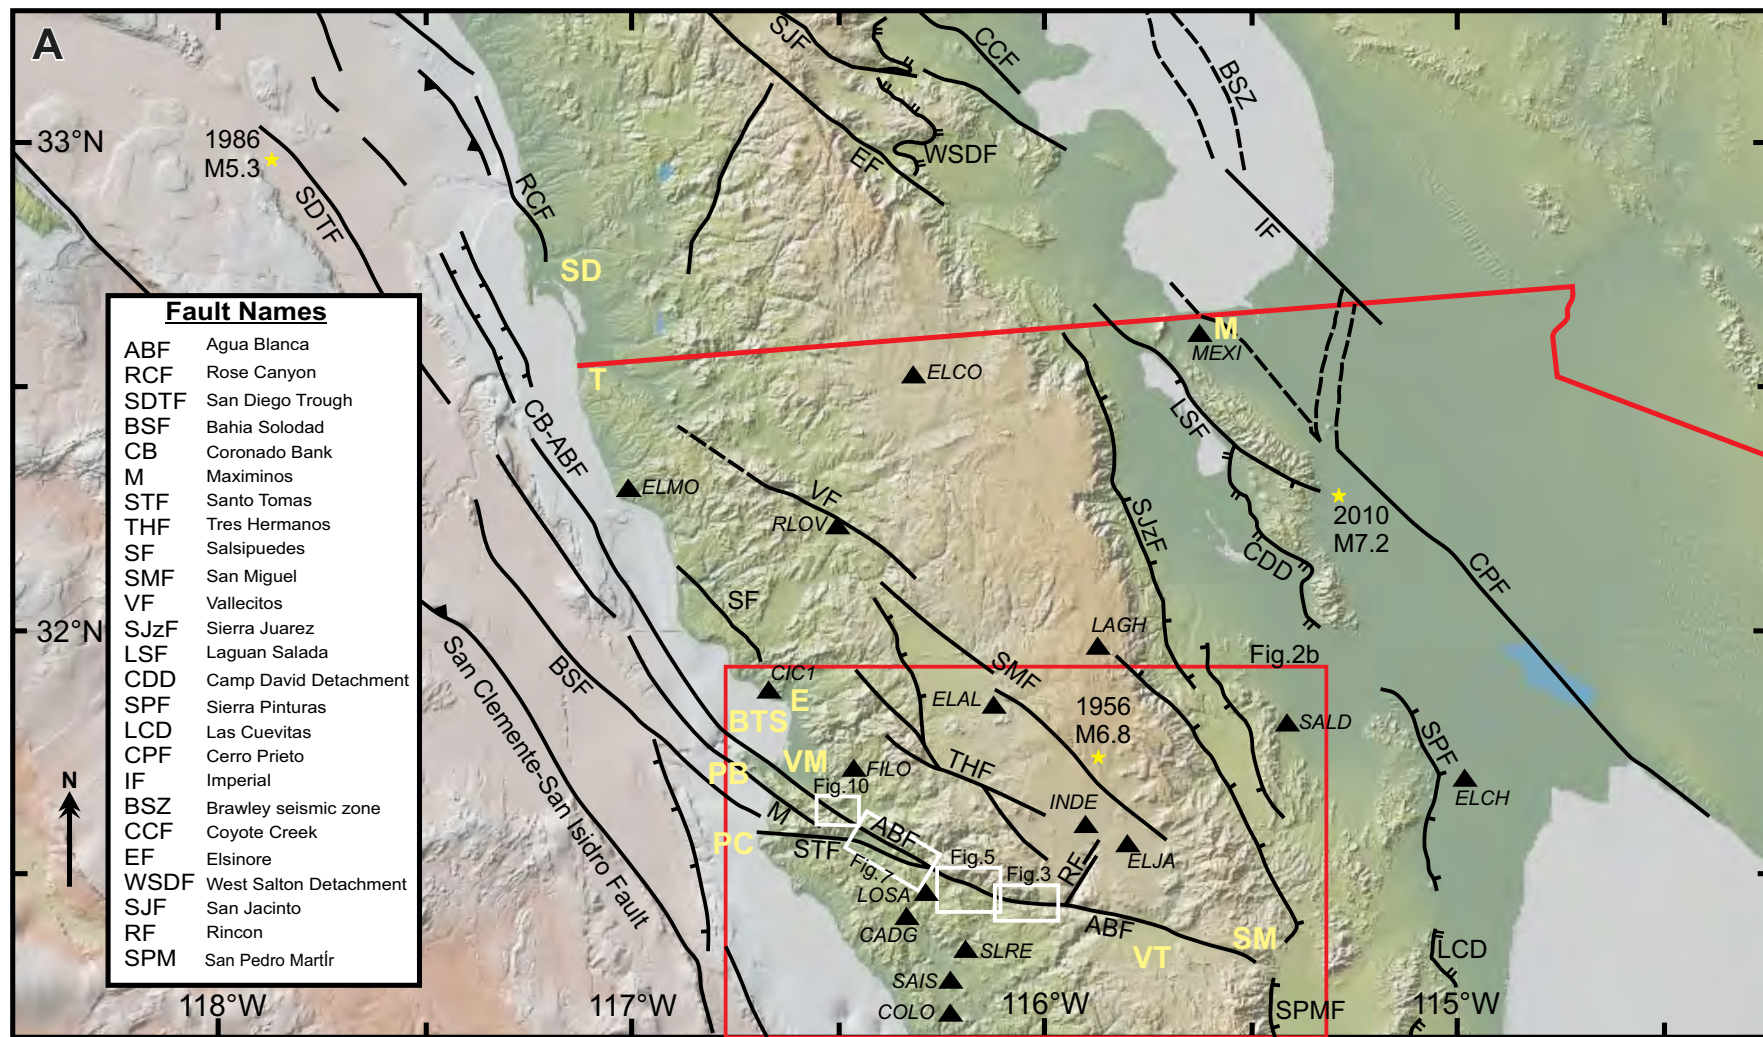 A
SJF
CCF
BSZ
33°N
1986
M5.3
SDTF
RCF
EF
WSDF
IF
SD
Fault Names
ABF Agua Blanca
RCF Rose Canyon
SDTF San Diego Trough
BSF Bahia Solodad
CB Coronado Bank
M Maximinos
STF Santo Tomas
THF Tres Hermanos
SF Salsipuedes
SMF San Miguel
VF Vallecitos
SJzF Sierra Juarez
LSF Laguan Salada
CDD Camp David Detachment
SPF Sierra Pinturas
LCD Las Cuevitas
CPF Cerro Prieto
IF Imperial
BSZ Brawley seismic zone
CCF Coyote Creek
EF Elsinore
WSDF West Salton Detachment
SJF San Jacinto
RF Rincon
SPM San Pedro MartÍr
M
MEXI
T
ELCO
CB-ABF
LSF
ELMO
VF
RLOV
SJzF
2010
M7.2
CDD
CPF
SF
32°N
LAGH
Fig.2b
BSF
San Clemente-San Isidro Fault
SMF
CIC1
E
BTS
ELAL
1956
M6.8
SALD
SPF
VM
PB
FILO
THF
ELCH
Fig.10
INDE
M
ABF
PC
STF
Fig.7
Fig.5
Fig.3
RF
ELJA
LOSA
CADG
ABF
SM
VT
SLRE
LCD
SAIS
COLO
SPMF
N
118°W
117°W
116°W
115°W